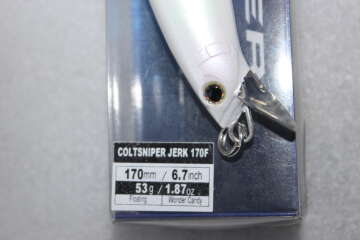 COLTSNIPER JERK 170F
170mm / 6.7inch
53g / 1.87oz
Floating Wonder Candy